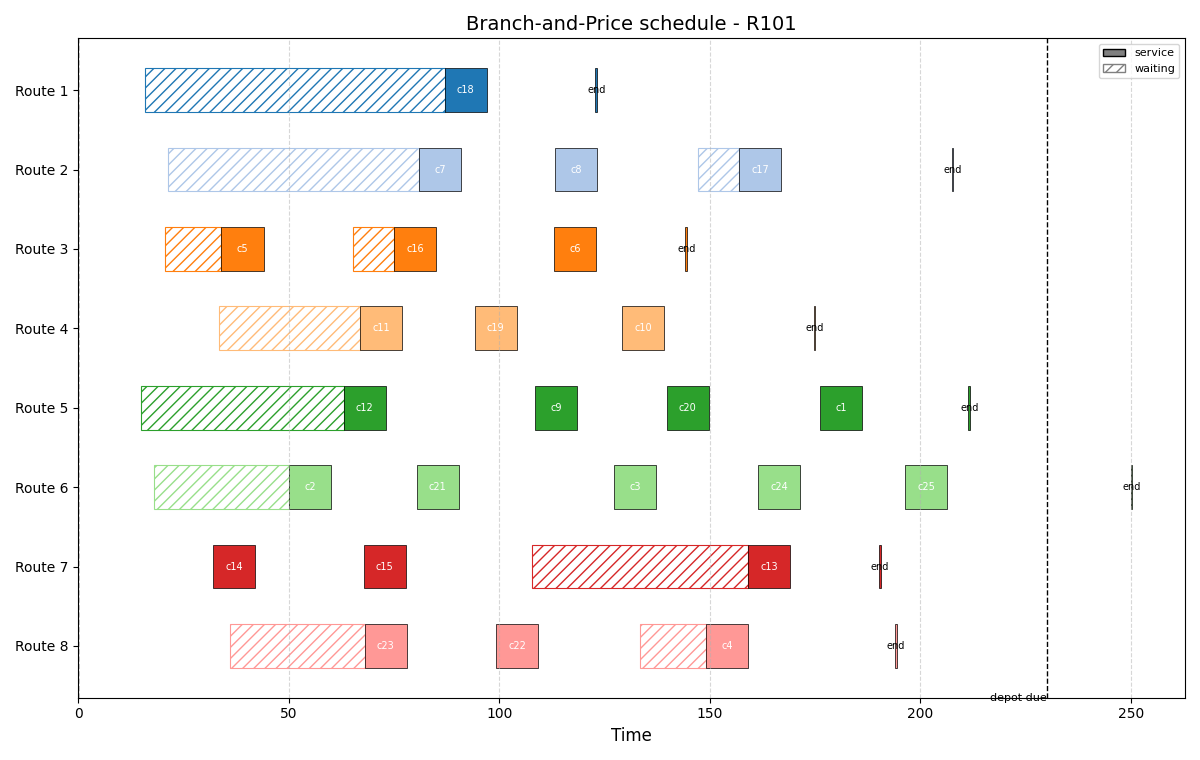 Branch-and-Price schedule - R101
service
waiting
Route 1
c18
end
Route 2
c7
c8
c17
end
Route 3
c5
c16
c6
end
Route 4
c11
c19
c10
end
Route 5
c12
c9
c20
c1
end
Route 6
c2
c21
c3
c24
c25
end
Route 7
c14
c15
c13
end
Route 8
c23
c22
c4
end
depot due
0
50
100
150
200
250
Time